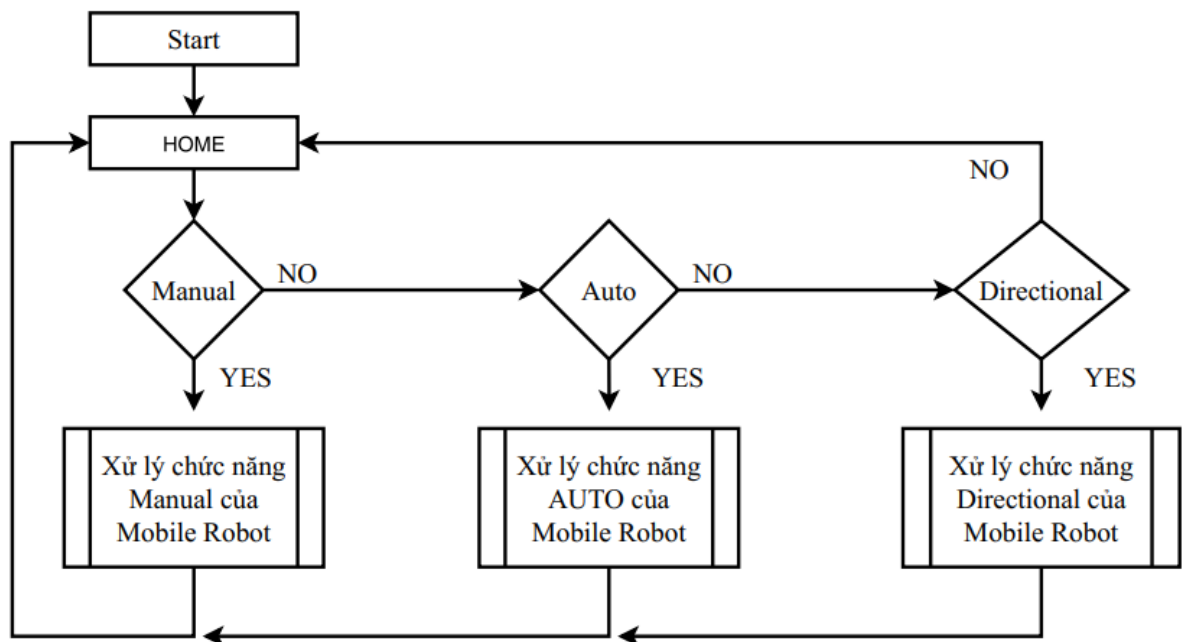 Start
HOME
NO
Manual
NO
Auto
NO
Directional
YES
YES
YES
Xử lý chức năng
Manual của
Mobile Robot
Xử lý chức năng
AUTO của
Mobile Robot
Xử lý chức năng
Directional của
Mobile Robot